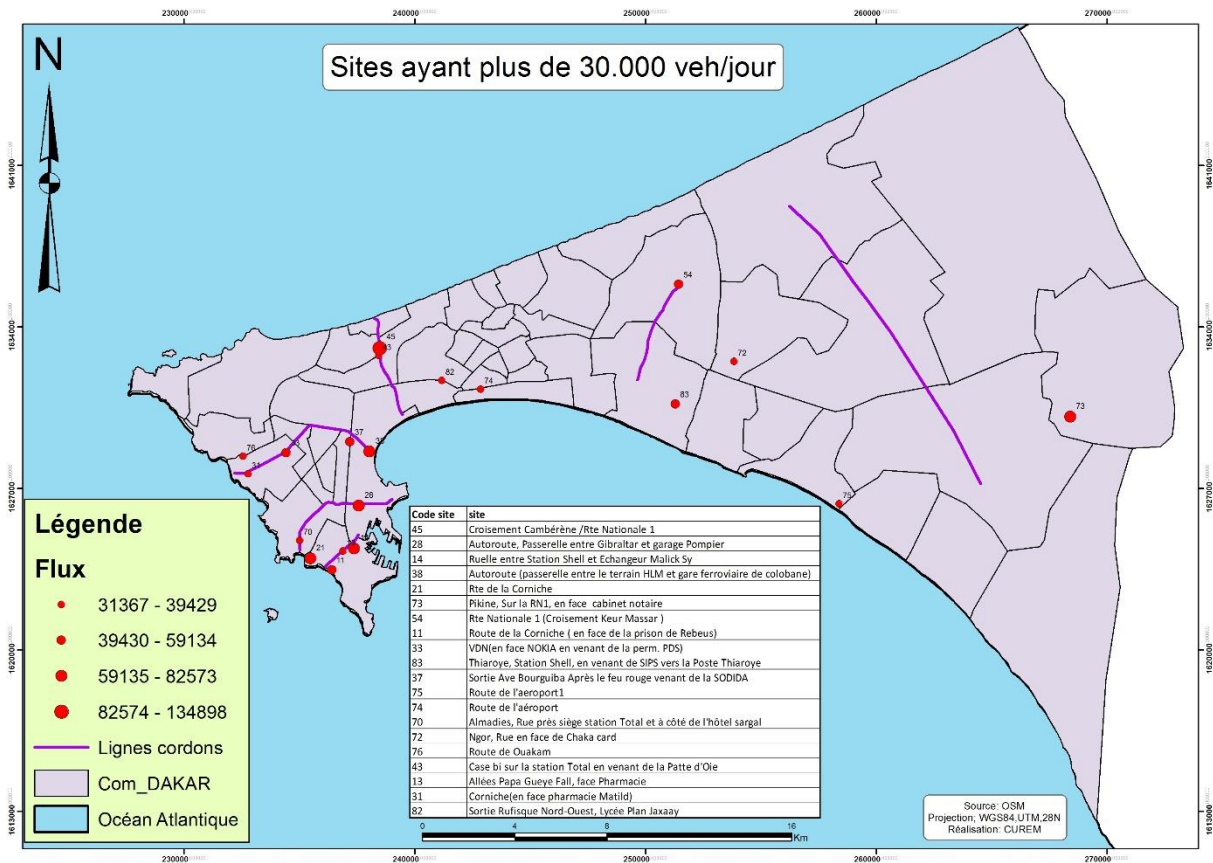 230000 240000 250000 260000 270000
N
Sites ayant plus de 30.000 veh/jour
1641000 1641000
54
1634000 1634000
45
72
82
74
83
73
37
33
76
31
1627000 1627000
75
28
70
21
11
Légende
Flux
31367 - 39429
39430 - 59134
59135 - 82573
82574 - 134898
Lignes cordons
Com_DAKAR
Océan Atlantique
Code site site
45 Croisement Cambérène /Rte Nationale 1
28 Autoroute, Passerelle entre Gibraltar et garage Pompier
14 Ruelle entre Station Shell et Echangeur Malick Sy
38 Autoroute (passerelle entre le terrain HLM et gare ferroviaire de colobane)
21 Rte de la Corniche
73 Pikine, Sur la RN1, en face cabinet notaire
54 Rte Nationale 1 (Croisement Keur Massar )
11 Route de la Corniche ( en face de la prison de Rebeus)
33 VDN(en face NOKIA en venant de la perm. PDS)
83 Thiaroye, Station Shell, en venant de SIPS vers la Poste Thiaroye
37 Sortie Ave Bourguiba Après le feu rouge venant de la SODIDA
75 Route de l'aeroport1
74 Route de l'aéroport
70 Almadies, Rue près siège station Total et à côté de l'hôtel sargal
72 Ngor, Rue en face de Chaka card
76 Route de Ouakam
43 Case bi sur la station Total en venant de la Patte d'Oie
13 Allées Papa Gueye Fall, face Pharmacie
31 Corniche(en face pharmacie Matild)
82 Sortie Rufisque Nord-Ouest, Lycée Plan Jaxaay
1620000 1620000
1613000 1613000
0 4 8 16
Km
Source: OSM
Projection; WGS84,UTM,28N
Réalisation: CUREM
230000 240000 250000 260000 270000